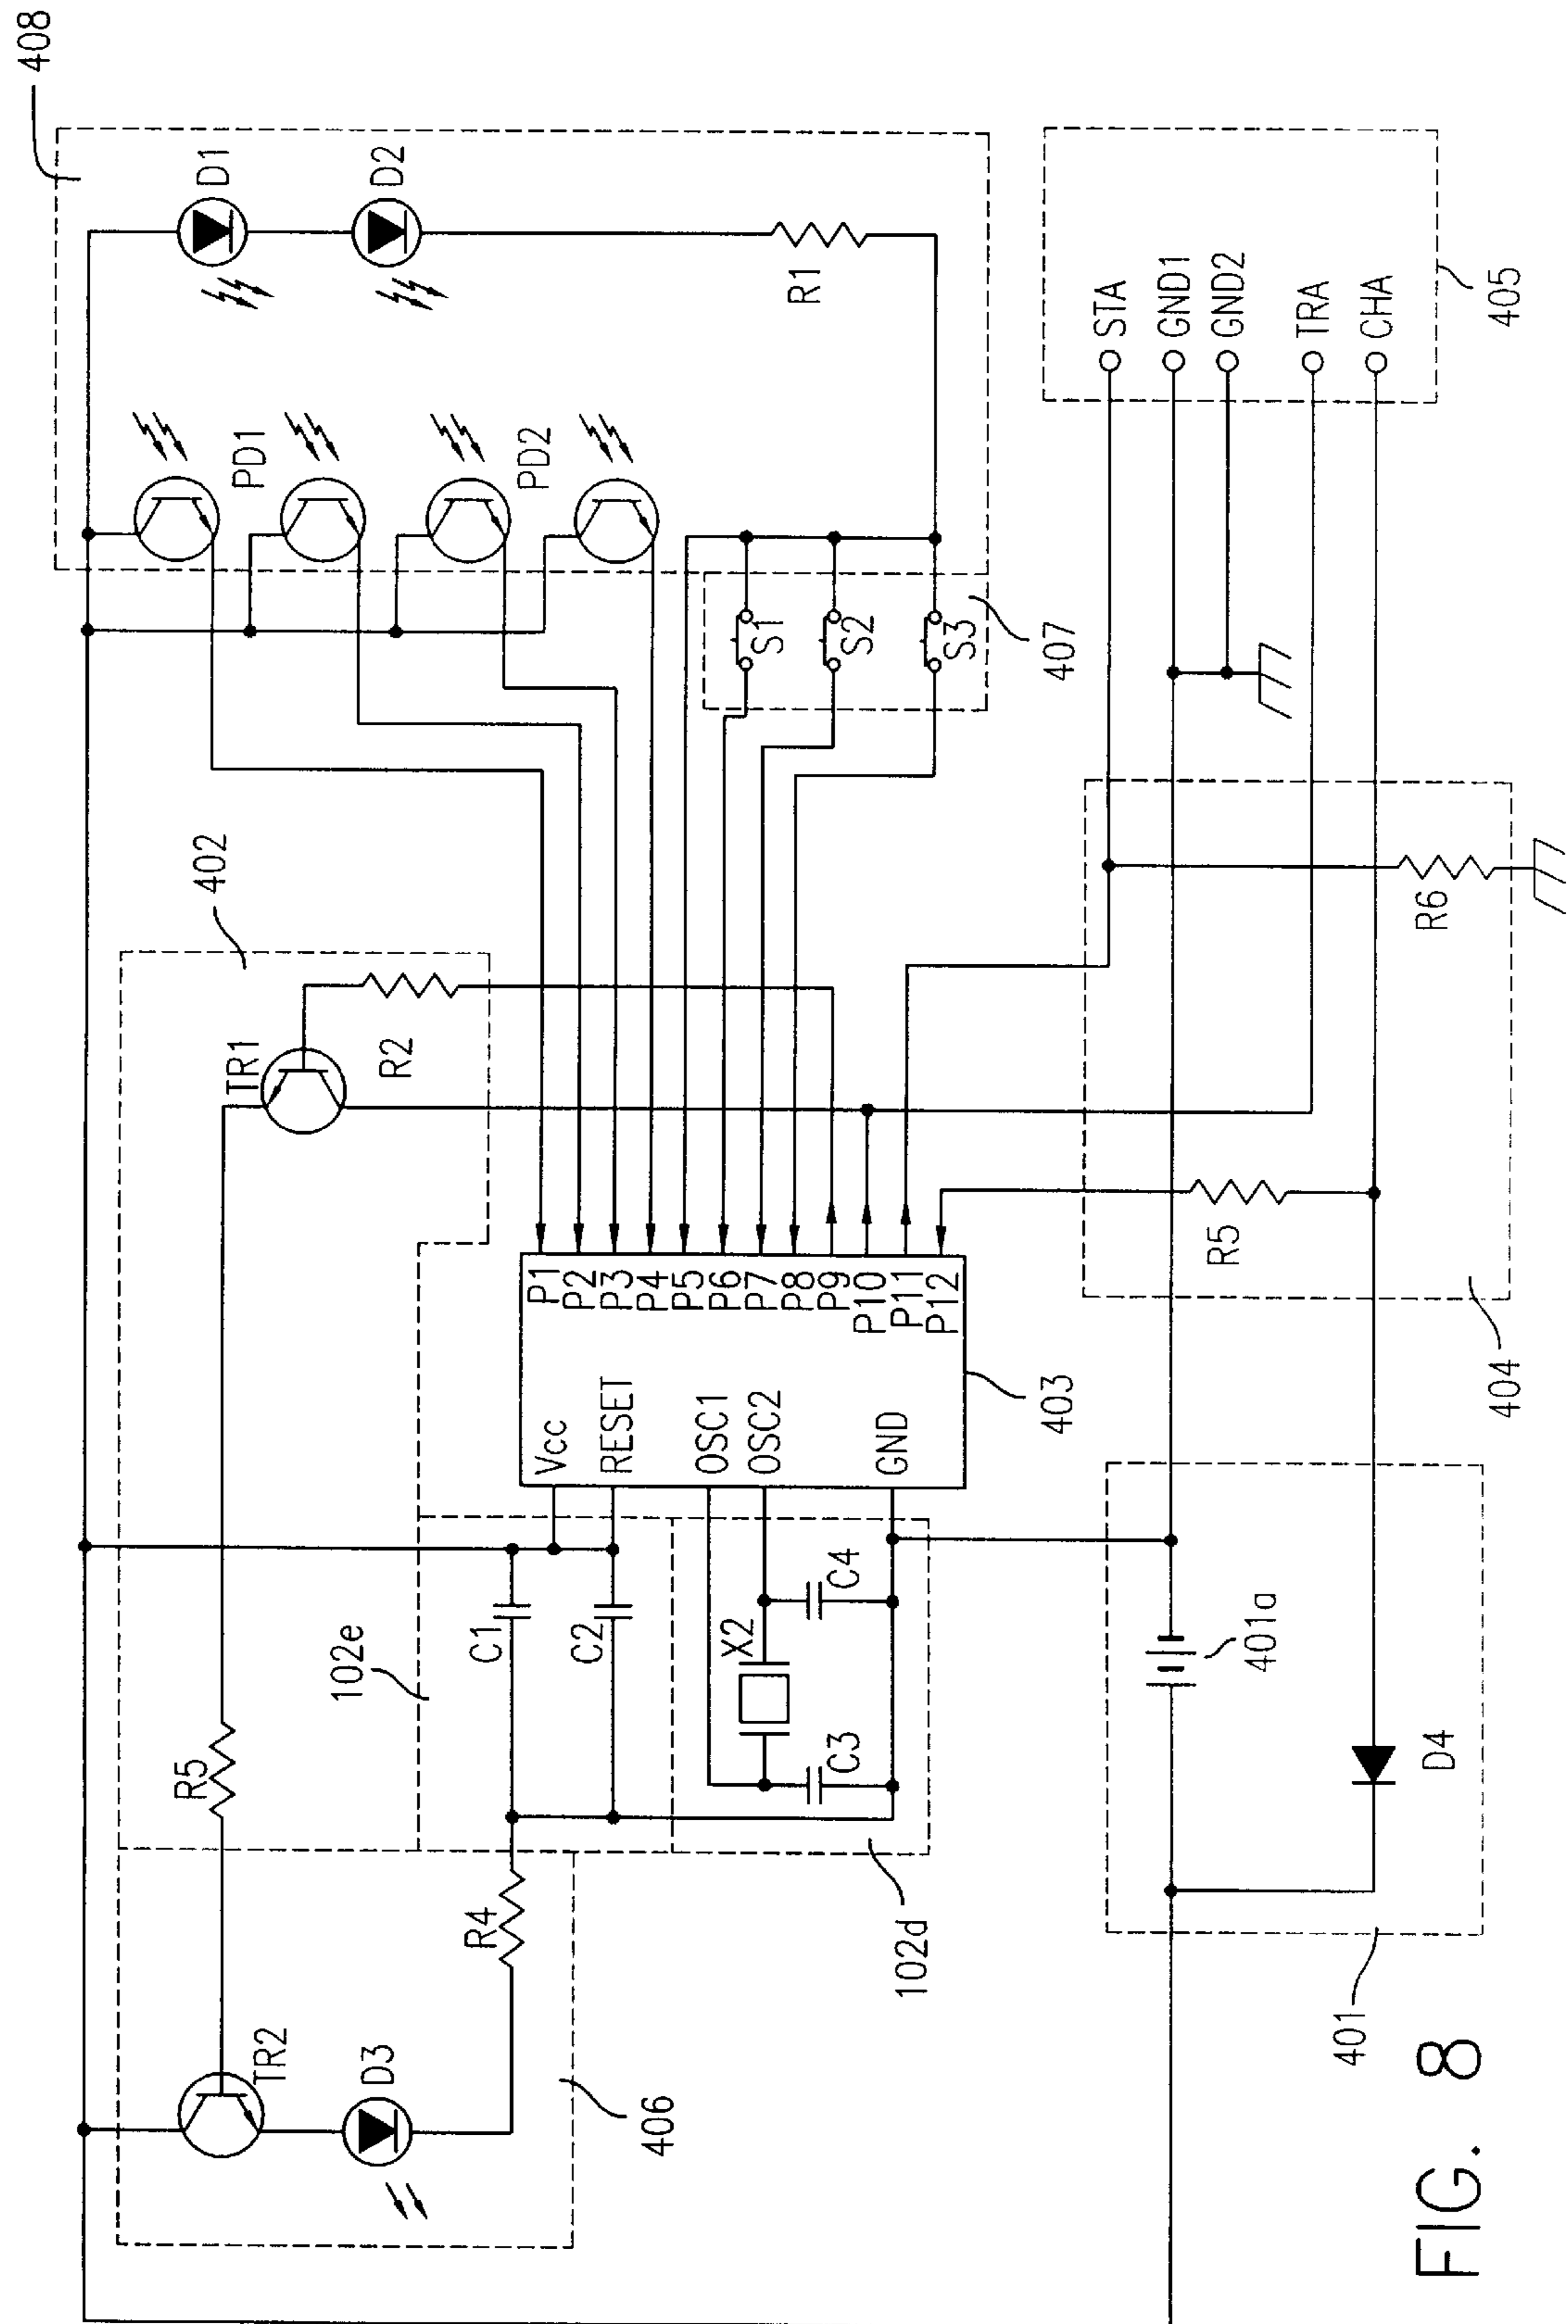 408
D1
D2
R1
PD1
PD2
S1
S2
S3
407
STA
GND1
GND2
TRA
CHA
405
402
TR1
R2
R6
R5
404
P1
P2
P3
P4
P5
P6
P7
P8
P9
P10
P11
P12
Vcc
RESET
OSC1
OSC2
GND
403
102e
C1
C2
X2
C3
C4
102d
R5
R4
TR2
D3
406
401a
D4
401
FIG. 8